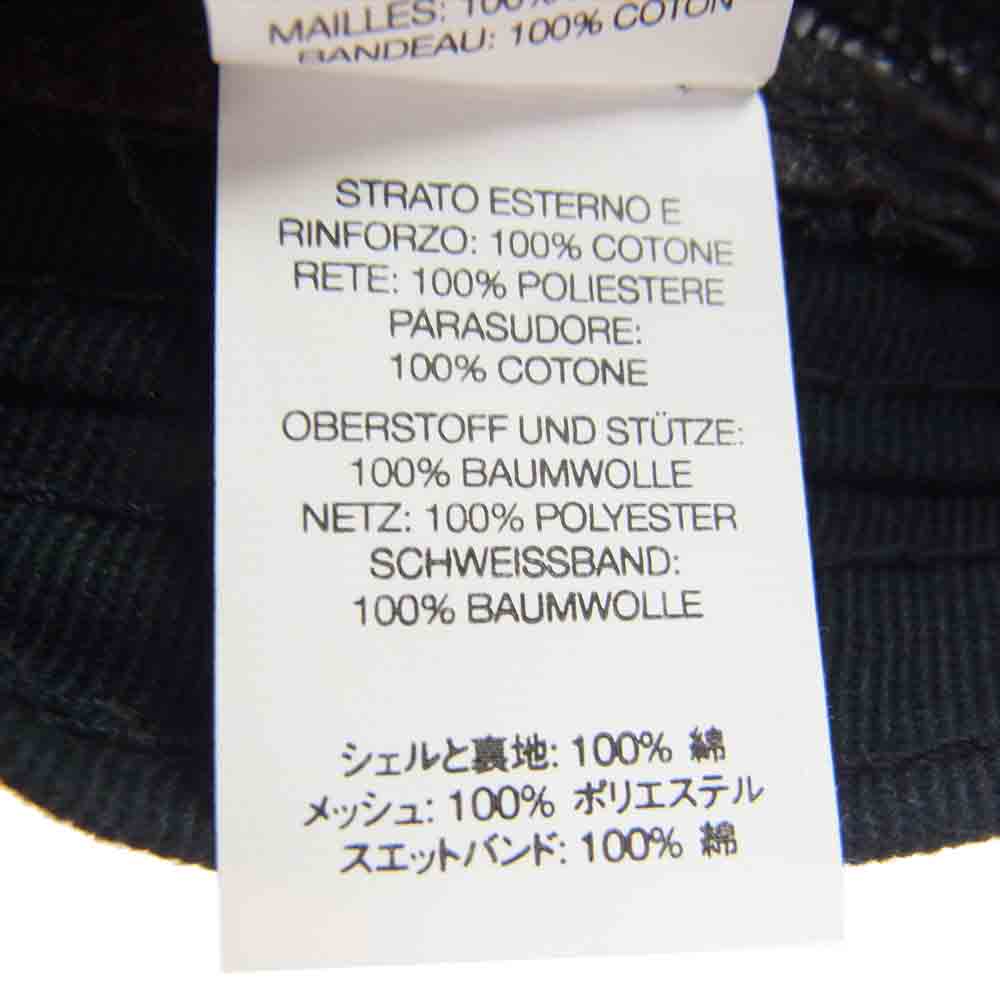 MAILLES: 100%
BANDEAU: 100% COTON
STRATO ESTERNO E
RINFORZO: 100% COTONE
RETE: 100% POLIESTERE
PARASUDORE:
100% COTONE
OBERSTOFF UND STÜTZE:
100% BAUMWOLLE
NETZ: 100% POLYESTER
SCHWEISSBAND:
100% BAUMWOLLE
シェルと裏地: 100% 綿
メッシュ: 100% ポリエステル
スエットバンド: 100% 綿